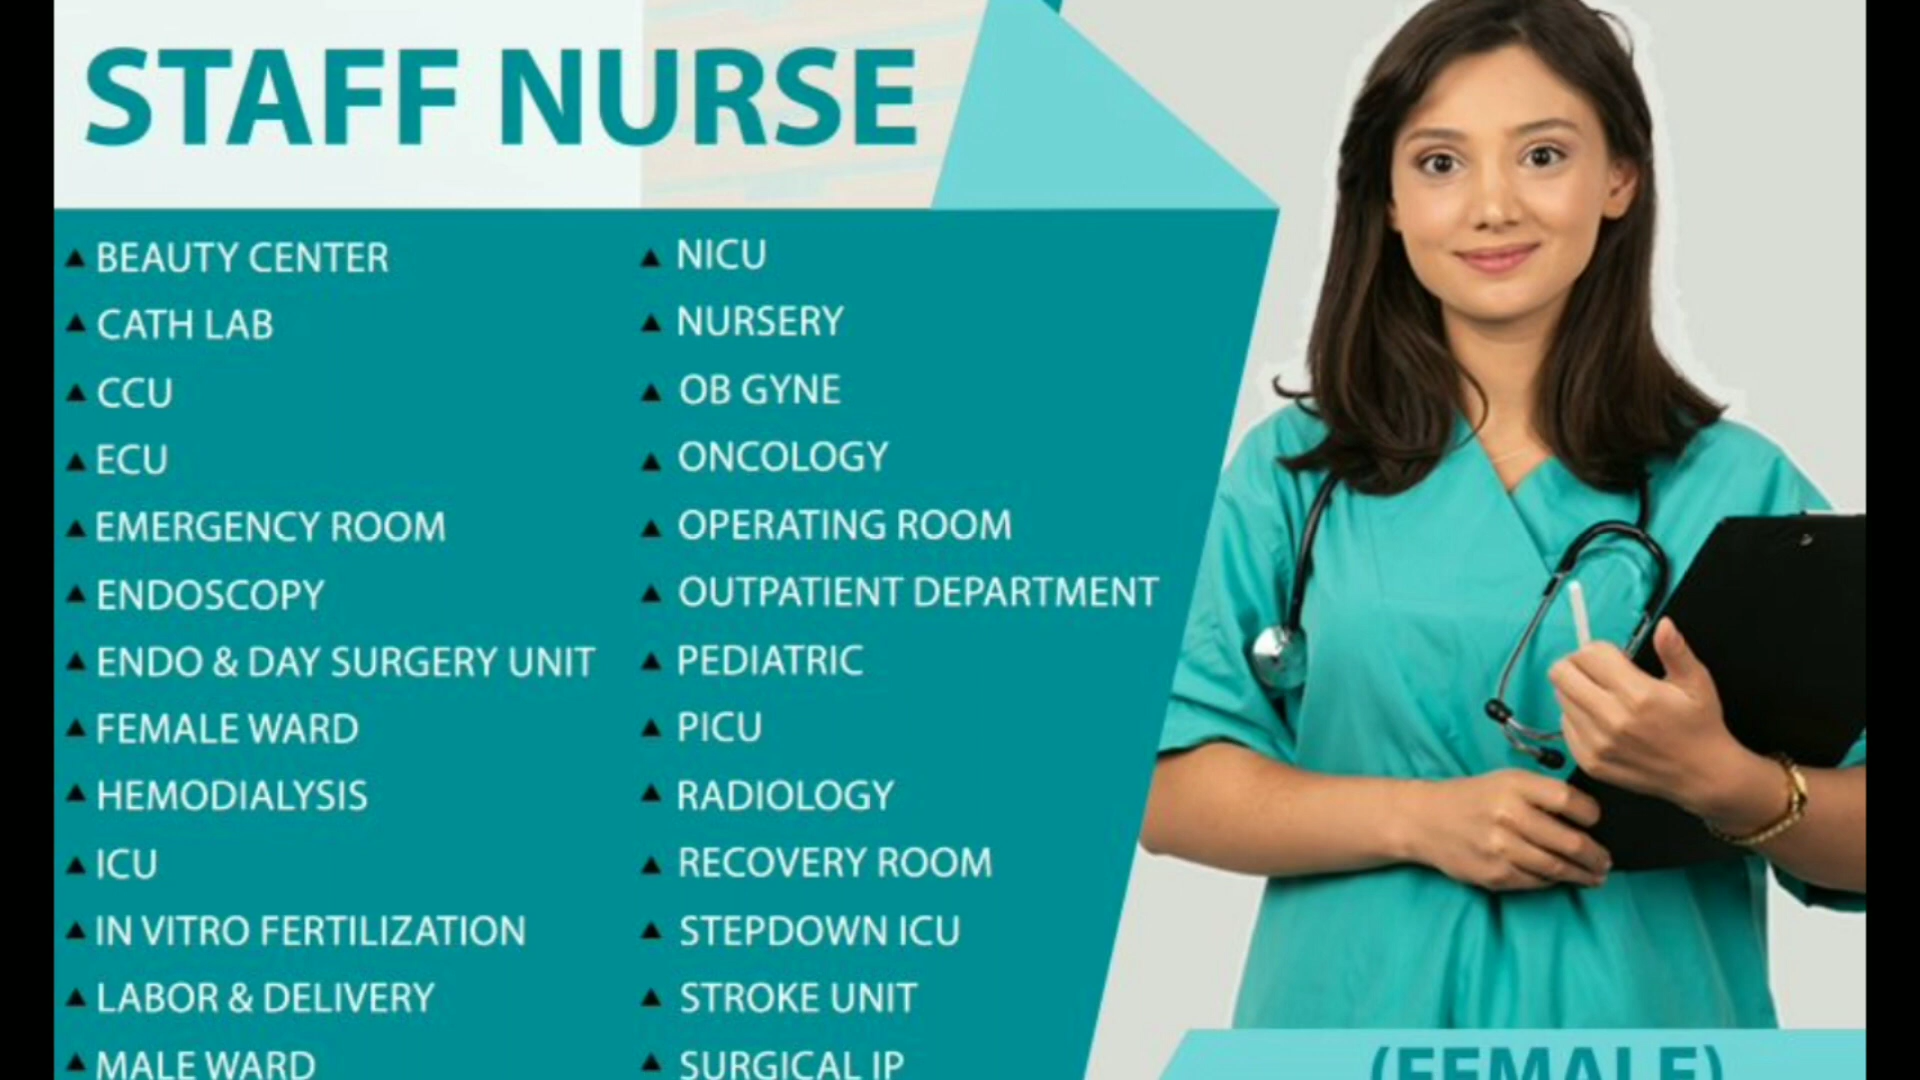 STAFF NURSE
BEAUTY CENTER
CATH LAB
CCU
ECU
EMERGENCY ROOM
ENDOSCOPY
ENDO & DAY SURGERY UNIT
FEMALE WARD
HEMODIALYSIS
ICU
IN VITRO FERTILIZATION
LABOR & DELIVERY
MALE WARD
NICU
NURSERY
OB GYNE
ONCOLOGY
OPERATING ROOM
OUTPATIENT DEPARTMENT
PEDIATRIC
PICU
RADIOLOGY
RECOVERY ROOM
STEPDOWN ICU
STROKE UNIT
SURGICAL IP
(FEMALE)